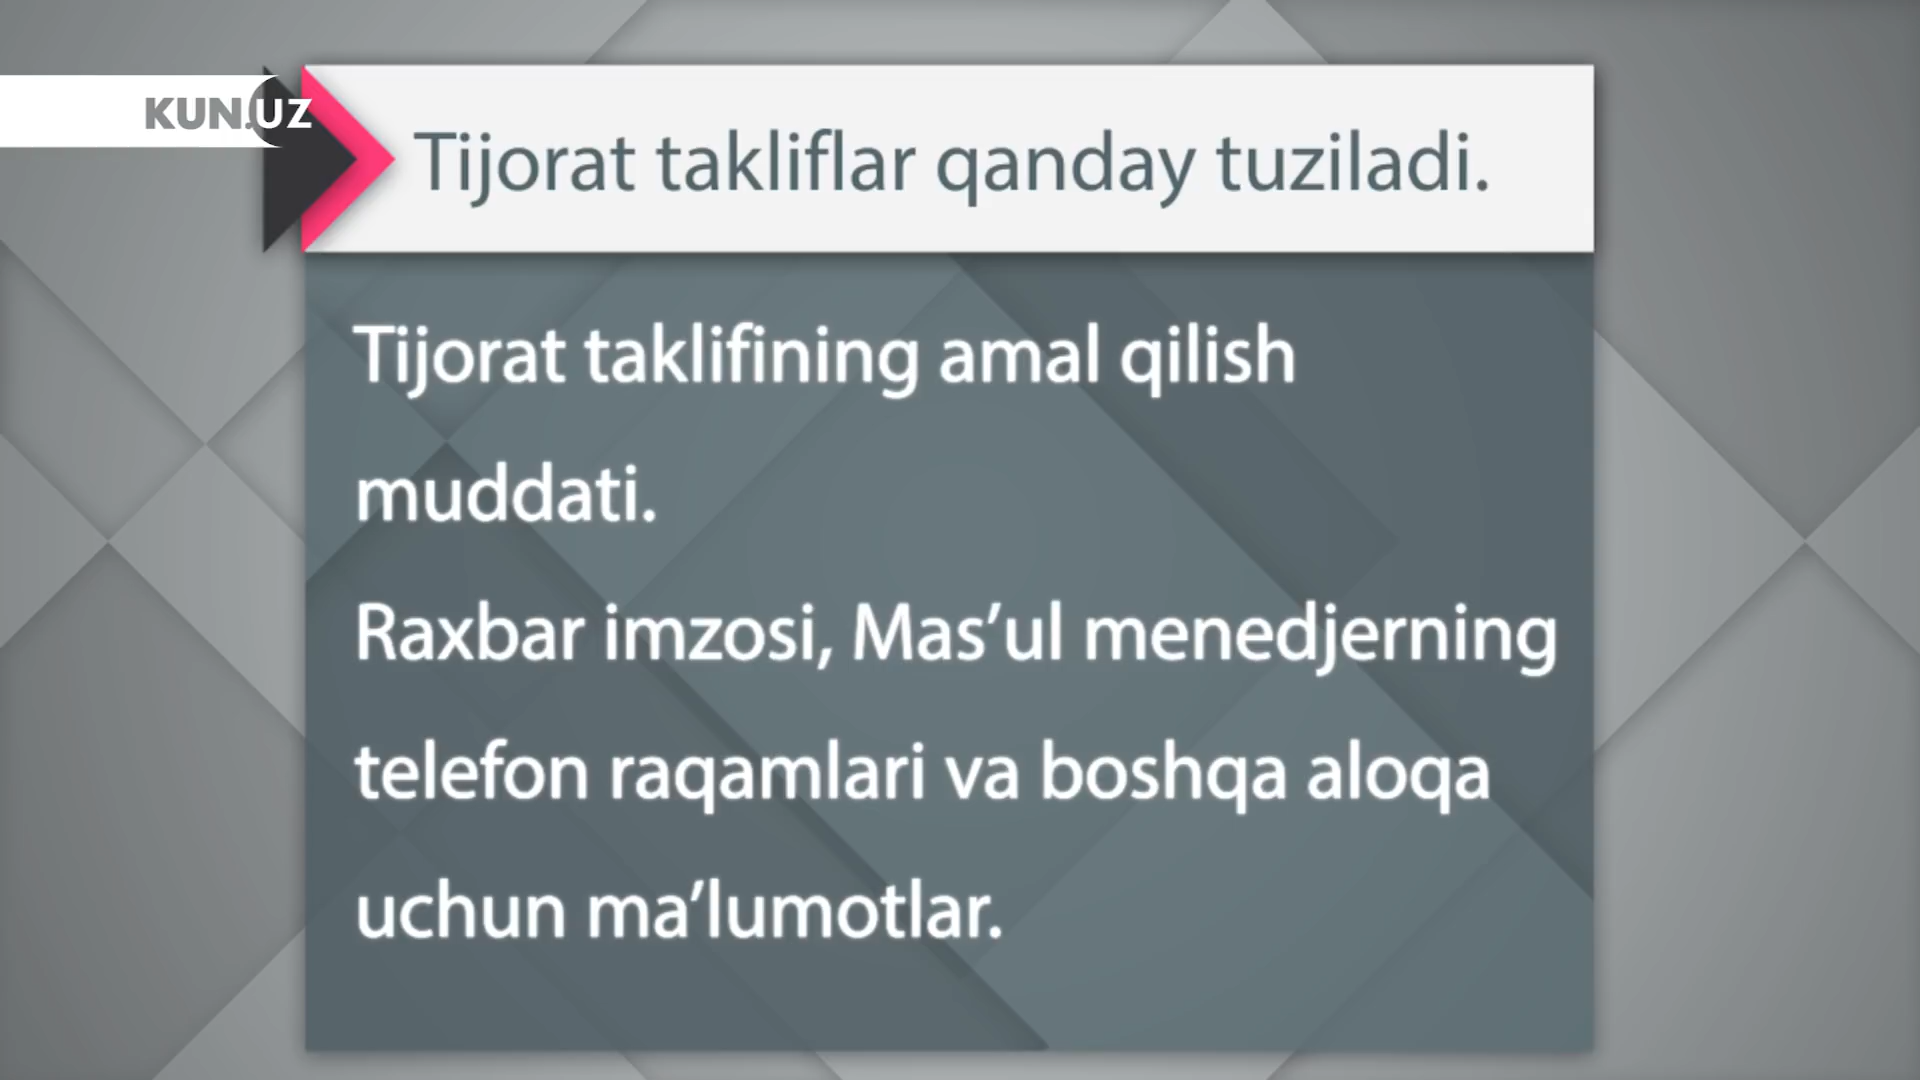 KUN.UZ
Tijorat takliflar qanday tuziladi.
Tijorat taklifining amal qilish
muddati.
Raxbar imzosi, Mas’ul menedjerning
telefon raqamlari va boshqa aloqa
uchun ma’lumotlar.